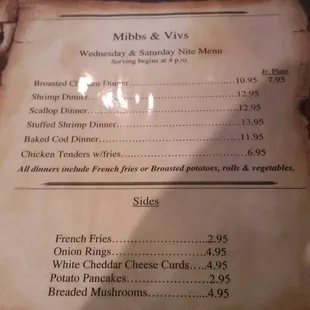 Mibbs & Vivs
Wednesday & Saturday Nite Menu
Serving begins at 4 p.m
Jr. Plate
Broasted Chicken Dinner 10.95 7.95
Shrimp Dinner 12.95
Scallop Dinner 12.95
Stuffed Shrimp Dinner 13.95
Baked Cod Dinner 11.95
Chicken Tenders w/fries 6.95
All dinners include French fries or Broasted potatoes, rolls & vegetables.
Sides
French Fries 2.95
Onion Rings 4.95
White Cheddar Cheese Curds 4.95
Potato Pancakes 2.95
Breaded Mushrooms 4.95